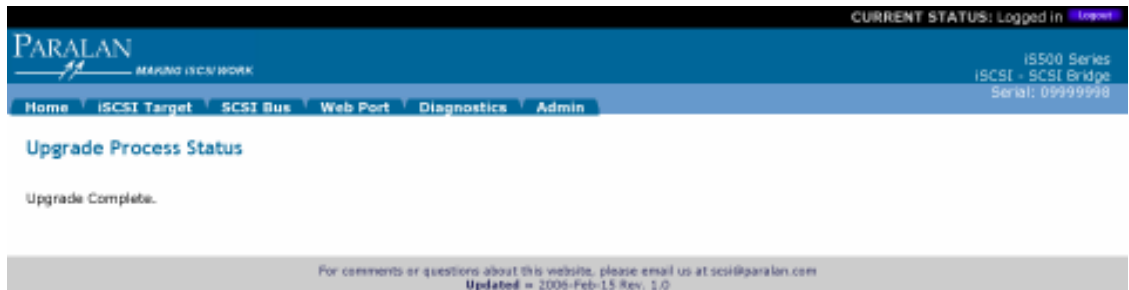 CURRENT STATUS: Logged in Logout
PARALAN
MAKING ISCSI WORK
iS500 Series
iSCSI - SCSI Bridge
Serial: 09999998
Home iSCSI Target SCSI Bus Web Port Diagnostics Admin
Upgrade Process Status
Upgrade Complete.
For comments or questions about this website, please email us at scsi@paralan.com
Updated = 2006-Feb-15 Rev. 1.0